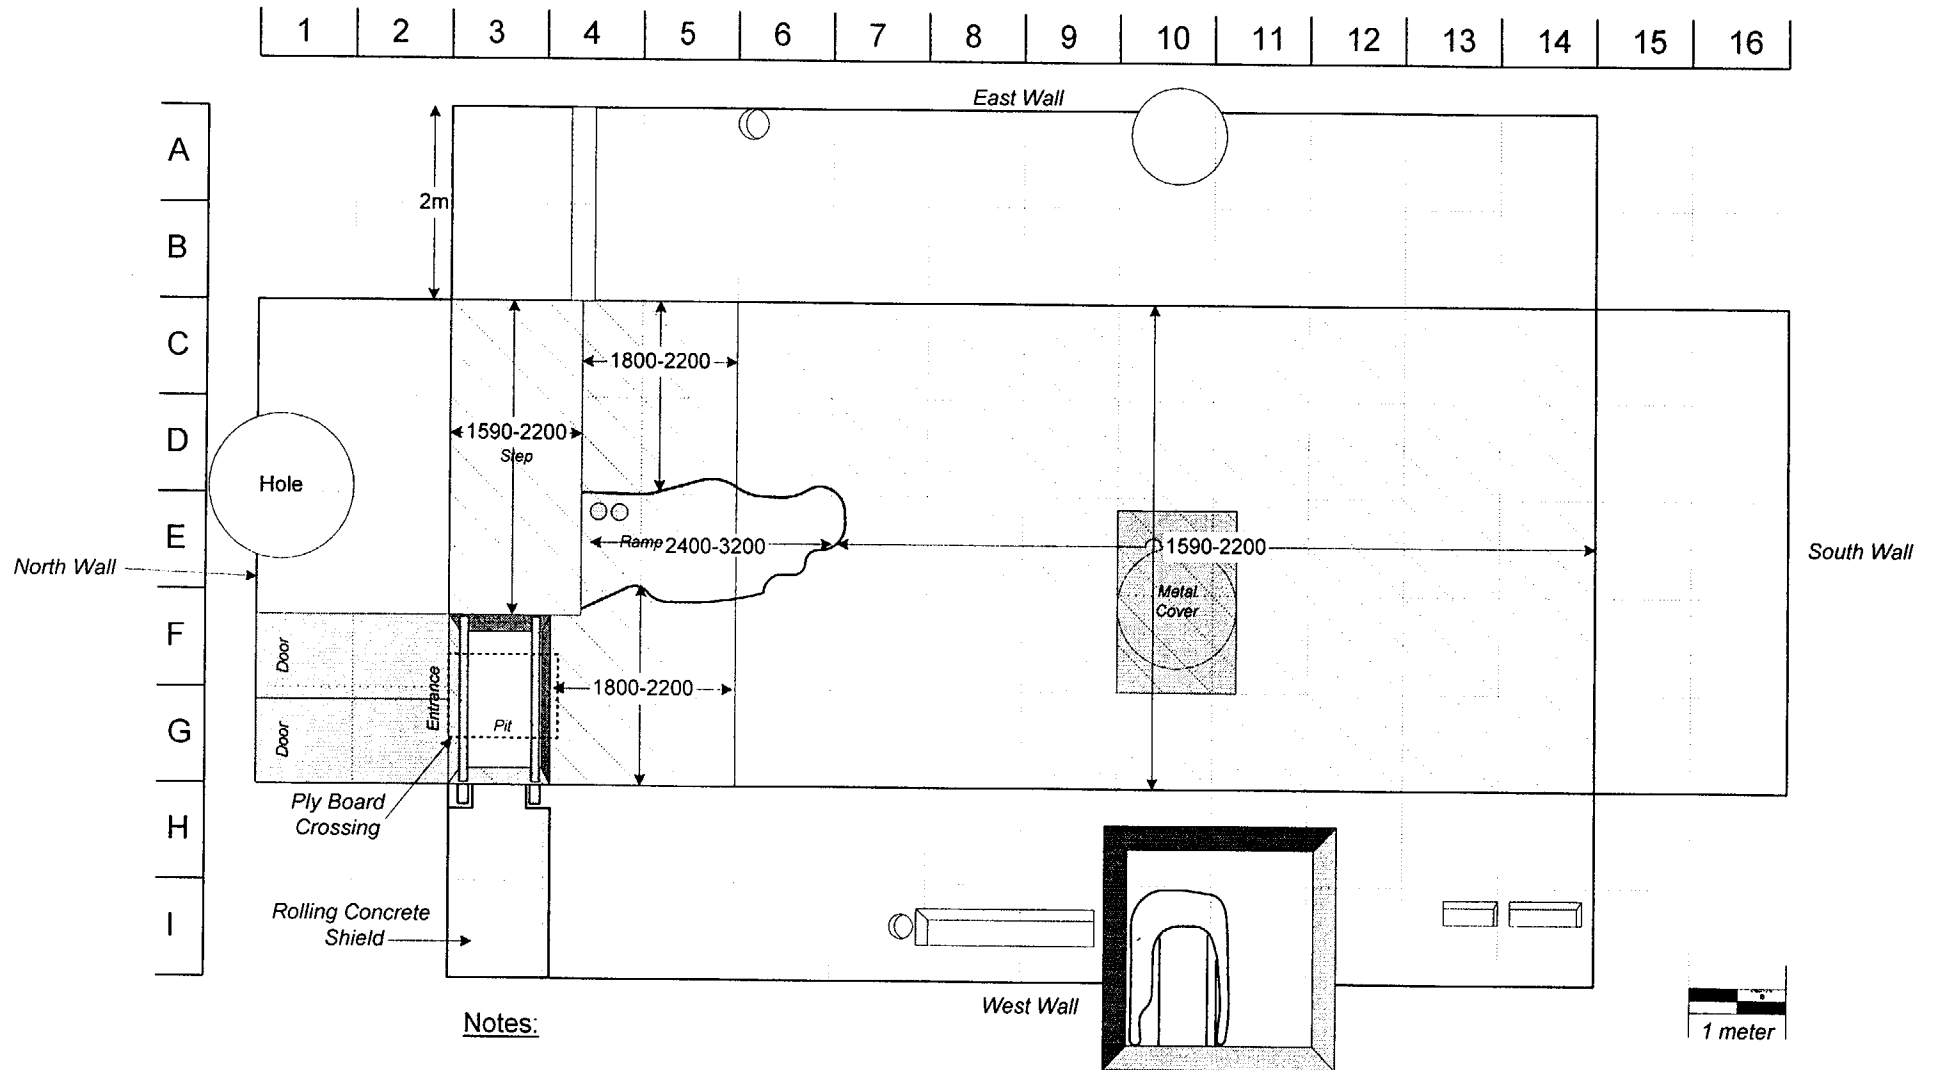 1 2 3 4 5 6 7 8 9 10 11 12 13 14 15 16
East Wall
A
2m
B
C
1800-2200
D
1590-2200
Step
Hole
E
Ramp 2400-3200
1590-2200
South Wall
North Wall
Metal
Cover
F
Door
Entrance
1800-2200
G
Door
Pit
Ply Board
Crossing
H
Rolling Concrete
Shield
I
West Wall
Notes:
1 meter